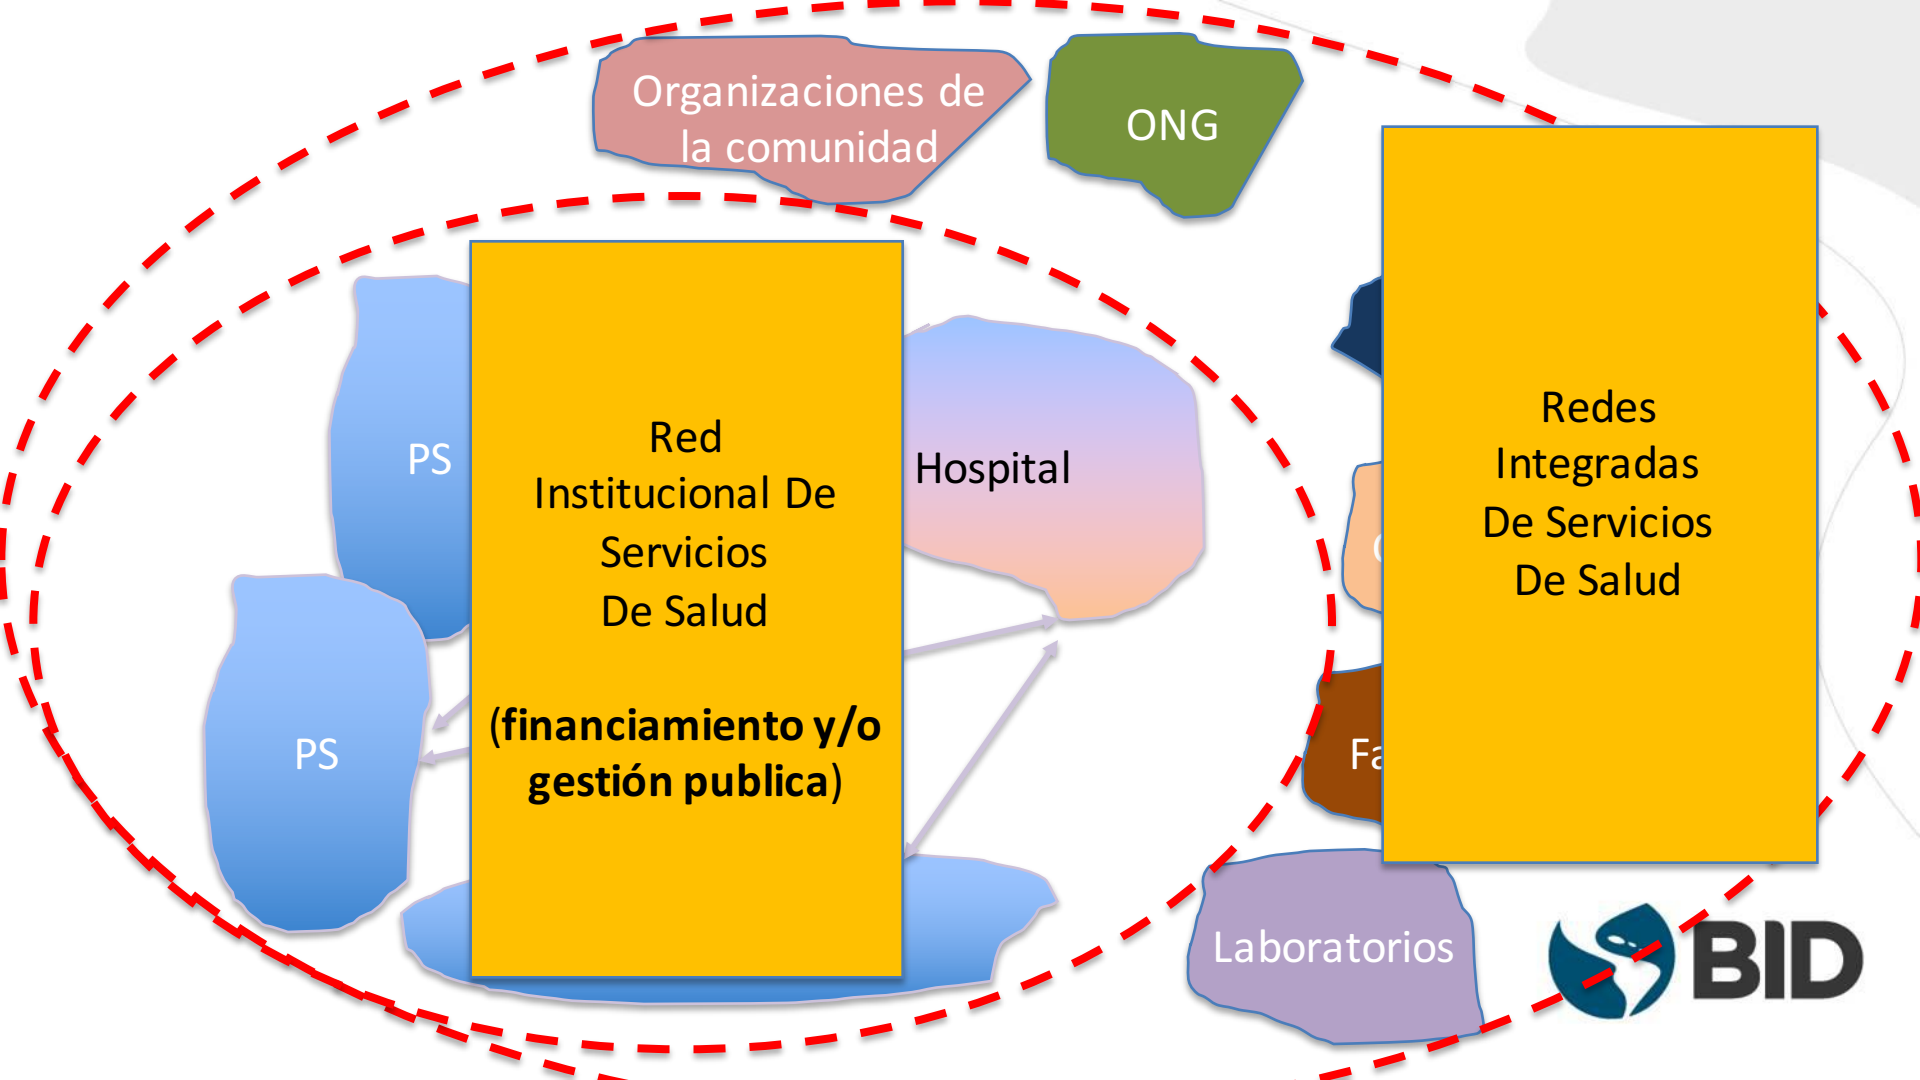 Organizaciones de
la comunidad
ONG
PS
Red
Institucional De
Servicios
De Salud
(financiamiento y/o
gestión publica)
Hospital
Redes
Integradas
De Servicios
De Salud
PS
Laboratorios
BID